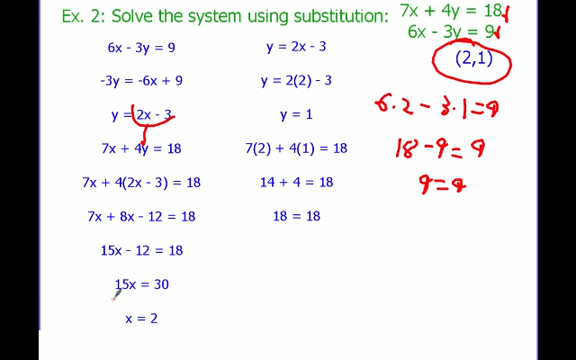 Ex. 2: Solve the system using substitution:
7x + 4y = 18
6x - 3y = 9
(2,1)
6x - 3y = 9
-3y = -6x + 9
y = 2x - 3
7x + 4y = 18
7x + 4(2x - 3) = 18
7x + 8x - 12 = 18
15x - 12 = 18
15x = 30
x = 2
y = 2x - 3
y = 2(2) - 3
y = 1
7(2) + 4(1) = 18
14 + 4 = 18
18 = 18
6·2 - 3·1 = 9
18 - 9 = 9
9 = 9